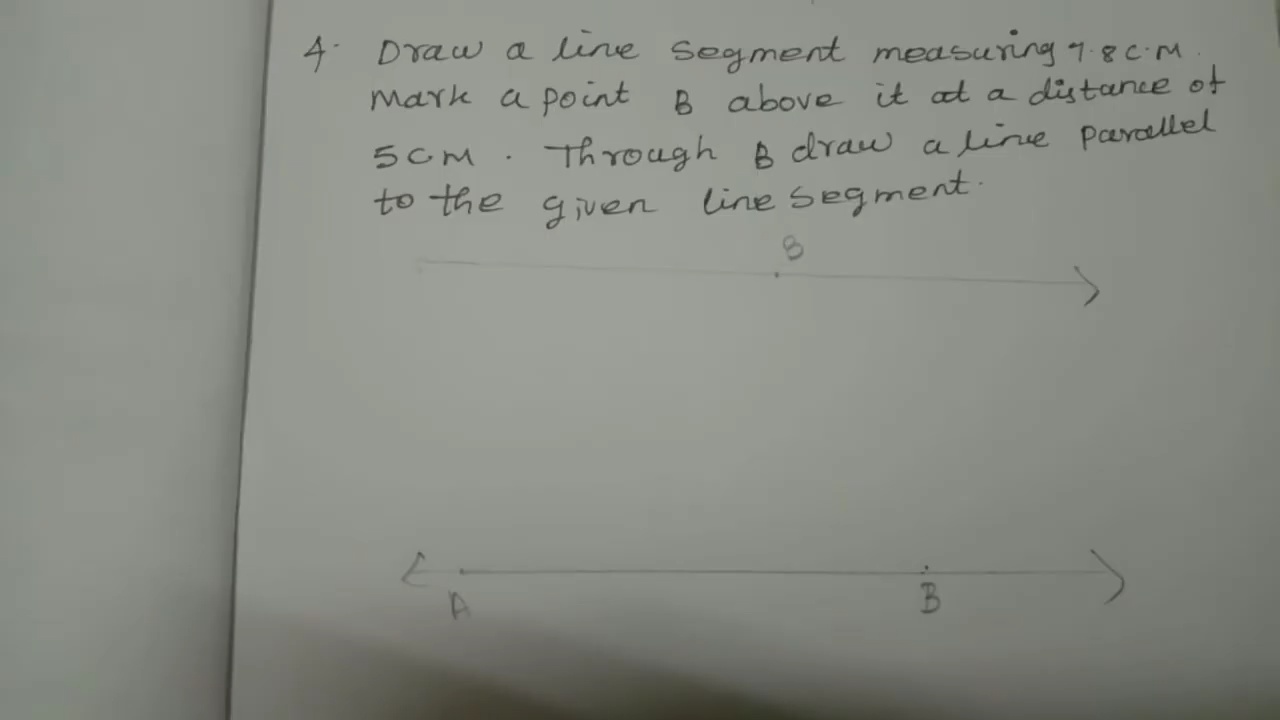 4. Draw a line segment measuring 7.8 C.M.
Mark a point B above it at a distance of
5 CM. Through B draw a line parallel
to the given line segment.
B
A B